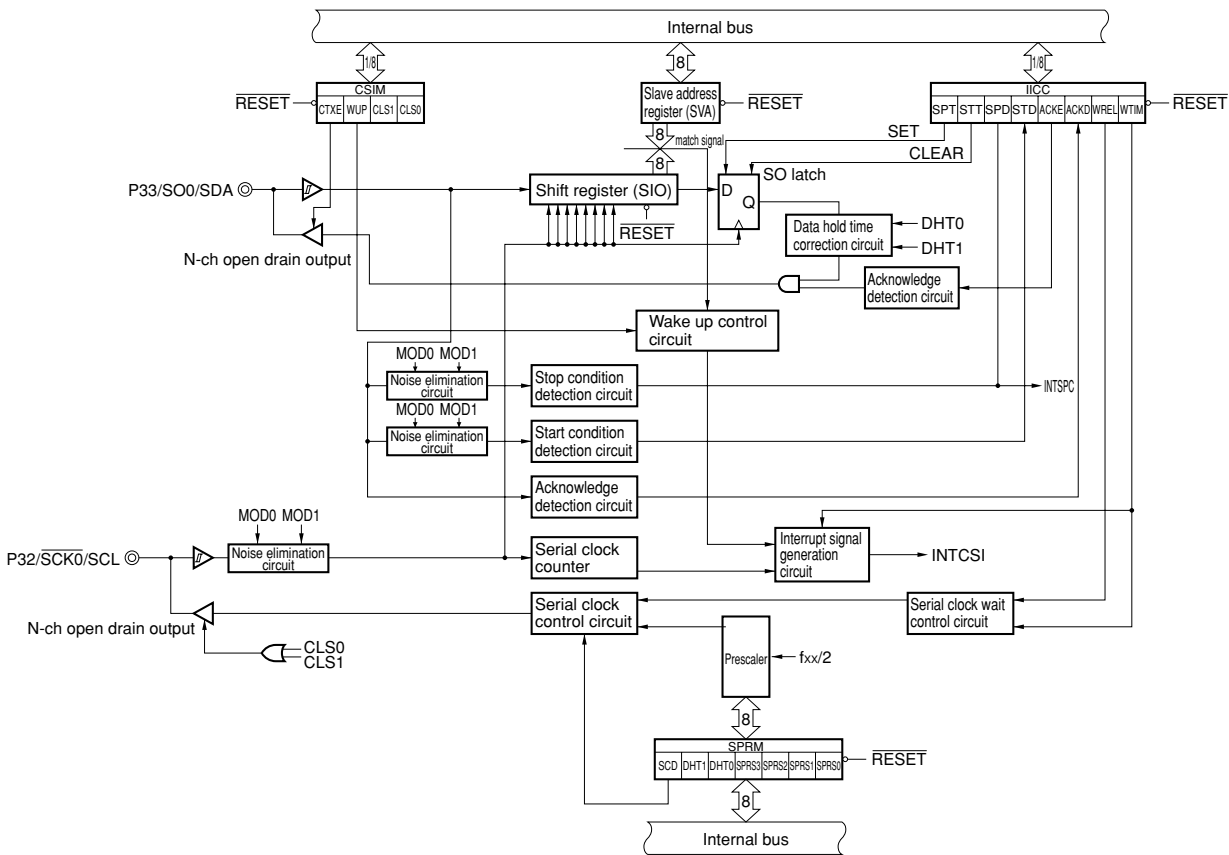 Internal bus
1/8
8
1/8
CSIM
CTXE WUP CLS1 CLS0
RESET
Slave address
register (SVA)
RESET
IICC
SPT STT SPD STD ACKE ACKD WREL WTIM
RESET
8
match signal
8
SET
CLEAR
SO latch
P33/SO0/SDA
Shift register (SIO)
D
Q
RESET
N-ch open drain output
Data hold time
correction circuit
DHT0
DHT1
Acknowledge
detection circuit
Wake up control
circuit
MOD0 MOD1
Noise elimination
circuit
Stop condition
detection circuit
INTSPC
MOD0 MOD1
Noise elimination
circuit
Start condition
detection circuit
Acknowledge
detection circuit
MOD0 MOD1
P32/SCK0/SCL
Noise elimination
circuit
Serial clock
counter
Interrupt signal
generation
circuit
INTCSI
N-ch open drain output
Serial clock
control circuit
Serial clock wait
control circuit
CLS0
CLS1
Prescaler
fxx/2
8
SPRM
SCD DHT1 DHT0 SPRS3 SPRS2 SPRS1 SPRS0
RESET
8
Internal bus